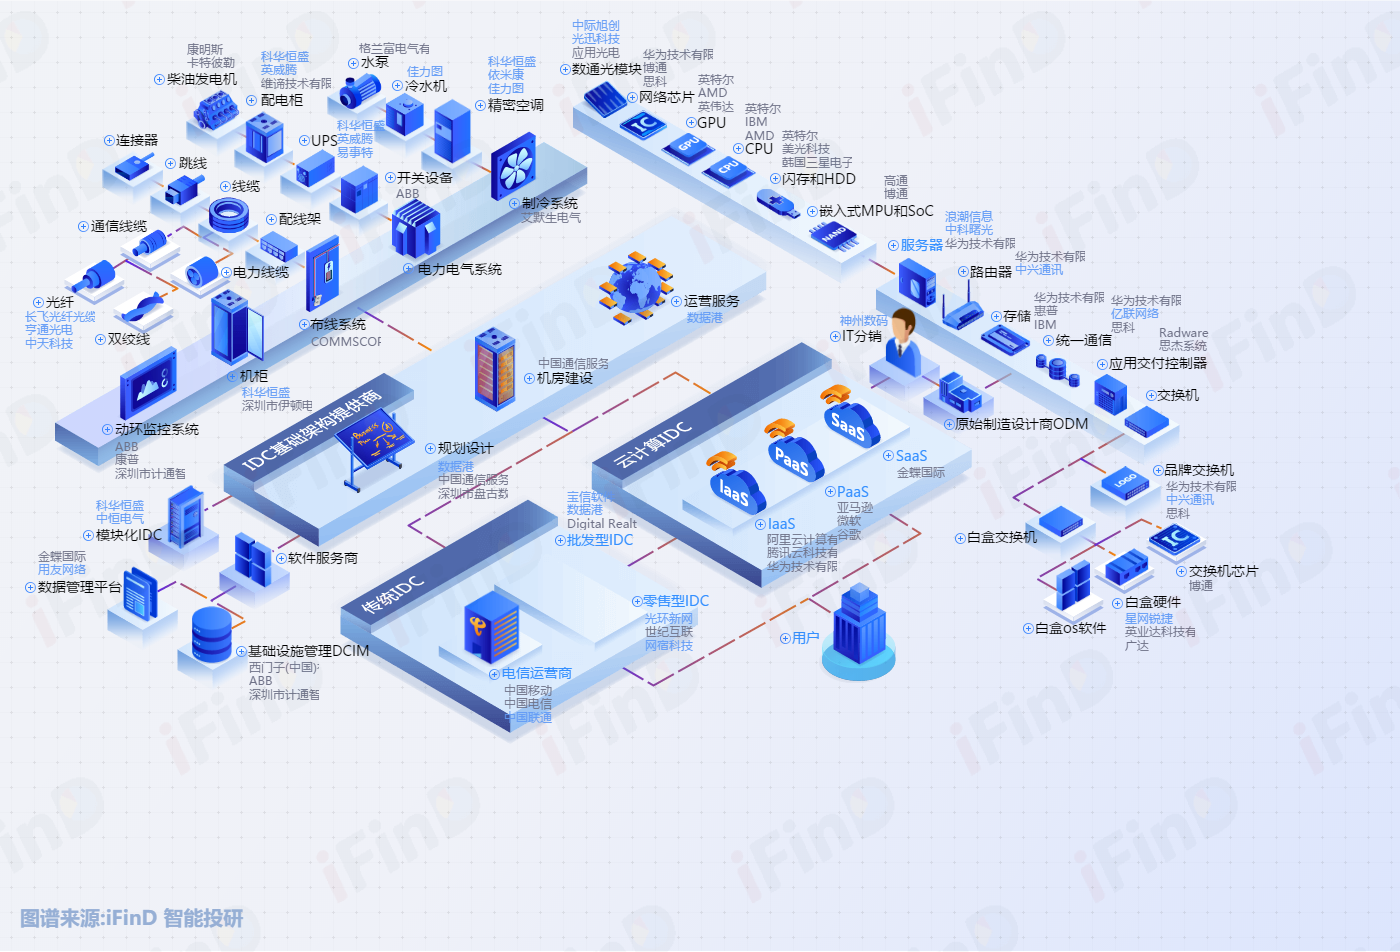 康明斯
卡特彼勒
柴油发电机
科华恒盛
英威腾
维谛技术有限
配电柜
格兰富电气有
水泵
佳力图
冷水机
科华恒盛
依米康
佳力图
精密空调
连接器
跳线
线缆
通信线缆
配线架
UPS
科华恒盛
英威腾
易事特
开关设备
ABB
制冷系统
艾默生电气
电力电气系统
电力线缆
光纤
长飞光纤光缆
亨通光电
中天科技
双绞线
布线系统
COMMSCOP
机柜
科华恒盛
深圳市伊顿电
动环监控系统
ABB
康普
深圳市计通智
中际旭创
光迅科技
应用光电
数通光模块
华为技术有限
博通
思科
网络芯片
IC
英特尔
AMD
英伟达
GPU
GPU
英特尔
IBM
AMD
CPU
CPU
英特尔
美光科技
韩国三星电子
闪存和HDD
高通
博通
嵌入式MPU和SoC
NAND
浪潮信息
中科曙光
华为技术有限
服务器
华为技术有限
中兴通讯
路由器
华为技术有限
惠普
IBM
存储
华为技术有限
亿联网络
思科
统一通信
Radware
思杰系统
应用交付控制器
交换机
神州数码
IT分销
原始制造设计商ODM
品牌交换机
LOGO
华为技术有限
中兴通讯
思科
白盒交换机
IC
交换机芯片
博通
白盒硬件
星网锐捷
英业达科技有
广达
白盒os软件
运营服务
数据港
中国通信服务
机房建设
IDC基础架构提供商
规划设计
数据港
中国通信服务
深圳市盘古数
科华恒盛
中恒电气
模块化IDC
金蝶国际
用友网络
数据管理平台
软件服务商
基础设施管理DCIM
西门子(中国):
ABB
深圳市计通智
云计算IDC
SaaS
PaaS
IaaS
SaaS
金蝶国际
PaaS
亚马逊
微软
谷歌
IaaS
阿里云计算有
腾讯云科技有
华为技术有限
宝信软件
数据港
Digital Realt
批发型IDC
传统IDC
零售型IDC
光环新网
世纪互联
网宿科技
电信运营商
中国移动
中国电信
中国联通
用户
图谱来源:iFinD 智能投研